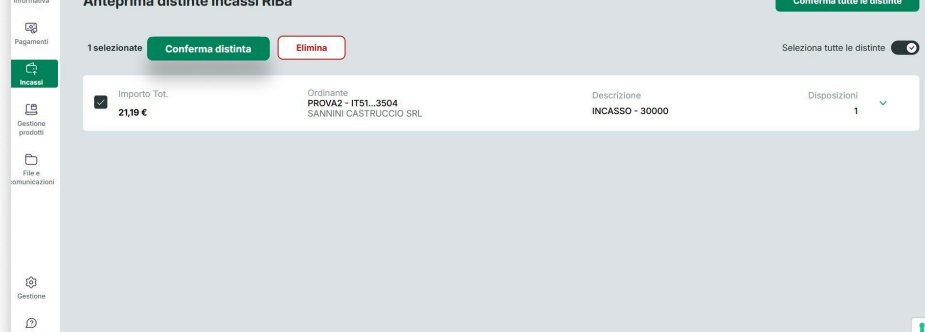 Informativa
Anteprima distinte incassi RiBa
Conferma tutte le distinte
Pagamenti
1 selezionate
Conferma distinta
Elimina
Seleziona tutte le distinte
Incassi
Importo Tot.
Ordinante
Descrizione
Disposizioni
21,19 €
PROVA2 - IT51...3504
INCASSO - 30000
1
SANNINI CASTRUCCIO SRL
Gestione
prodotti
File e
comunicazioni
Gestione